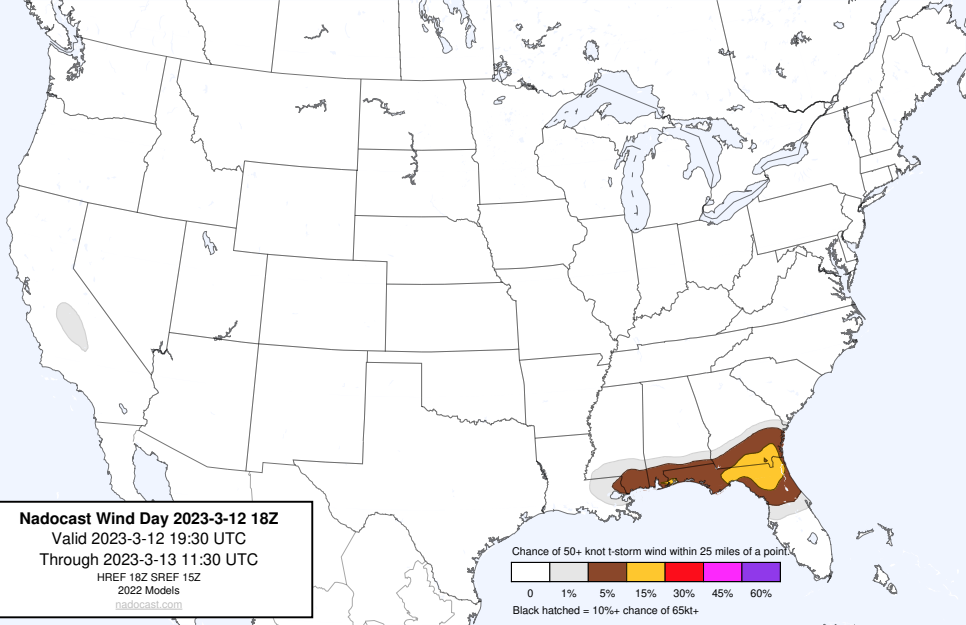 Nadocast Wind Day 2023-3-12 18Z
Valid 2023-3-12 19:30 UTC
Through 2023-3-13 11:30 UTC
HREF 18Z SREF 15Z
2022 Models
nadocast.com
Chance of 50+ knot t-storm wind within 25 miles of a point.
0 1% 5% 15% 30% 45% 60%
Black hatched = 10%+ chance of 65kt+